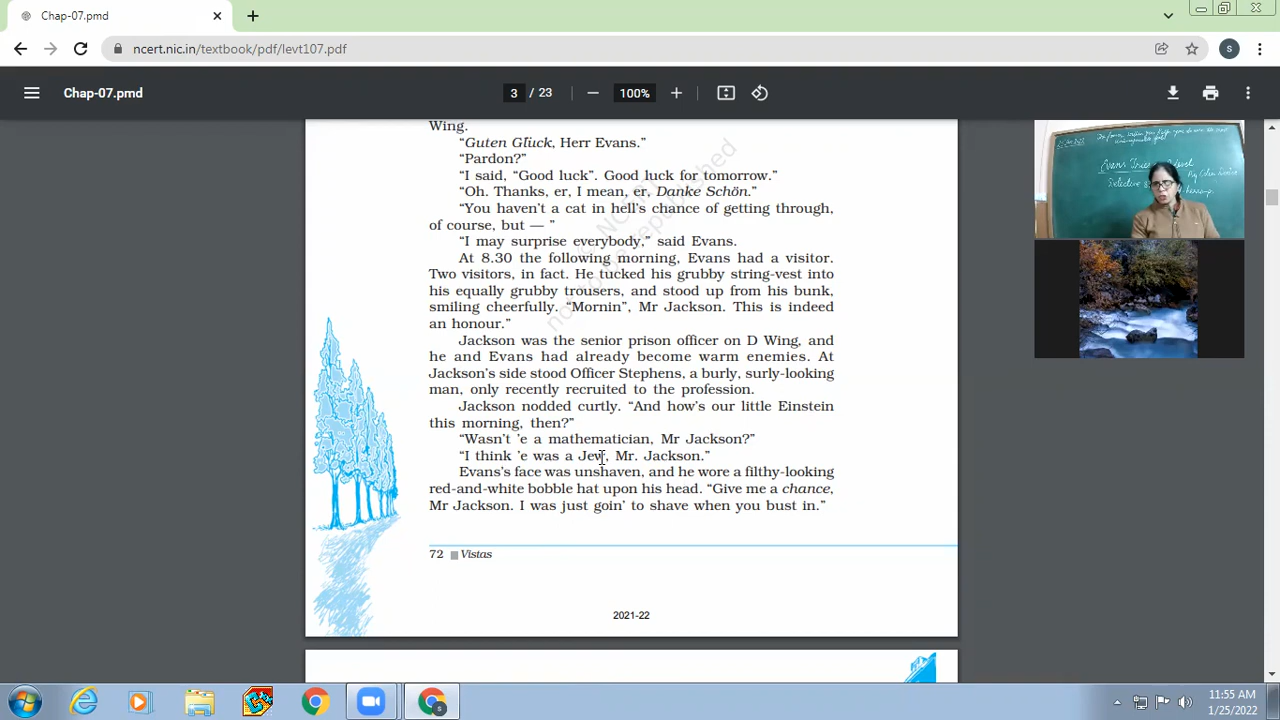 Chap-07.pmd
ncert.nic.in/textbook/pdf/levt107.pdf
S
Chap-07.pmd
3 / 23
100%
Wing.
“Guten Glück, Herr Evans.”
“Pardon?”
“I said, “Good luck”. Good luck for tomorrow.”
“Oh. Thanks, er, I mean, er, Danke Schön.”
“You haven’t a cat in hell’s chance of getting through,
of course, but — ”
“I may surprise everybody,” said Evans.
At 8.30 the following morning, Evans had a visitor.
Two visitors, in fact. He tucked his grubby string-vest into
his equally grubby trousers, and stood up from his bunk,
smiling cheerfully. “Mornin”, Mr Jackson. This is indeed
an honour.”
Jackson was the senior prison officer on D Wing, and
he and Evans had already become warm enemies. At
Jackson’s side stood Officer Stephens, a burly, surly-looking
man, only recently recruited to the profession.
Jackson nodded curtly. “And how’s our little Einstein
this morning, then?”
“Wasn’t ’e a mathematician, Mr Jackson?”
“I think ’e was a Jew, Mr. Jackson.”
Evans’s face was unshaven, and he wore a filthy-looking
red-and-white bobble hat upon his head. “Give me a chance,
Mr Jackson. I was just goin’ to shave when you bust in.”
72 Vistas
2021-22
11:55 AM
1/25/2022